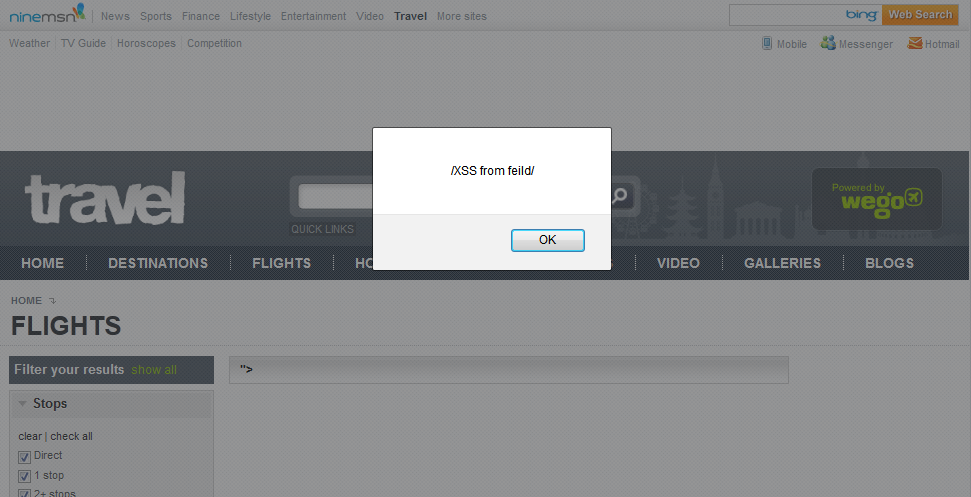 ninemsn News Sports Finance Lifestyle Entertainment Video Travel More sites bing Web Search
Weather TV Guide Horoscopes Competition Mobile Messenger Hotmail
/XSS from feild/
OK
travel
QUICK LINKS
Powered by
wego
HOME DESTINATIONS FLIGHTS HO S VIDEO GALLERIES BLOGS
HOME
FLIGHTS
Filter your results show all
">
Stops
clear | check all
Direct
1 stop
2+ stops